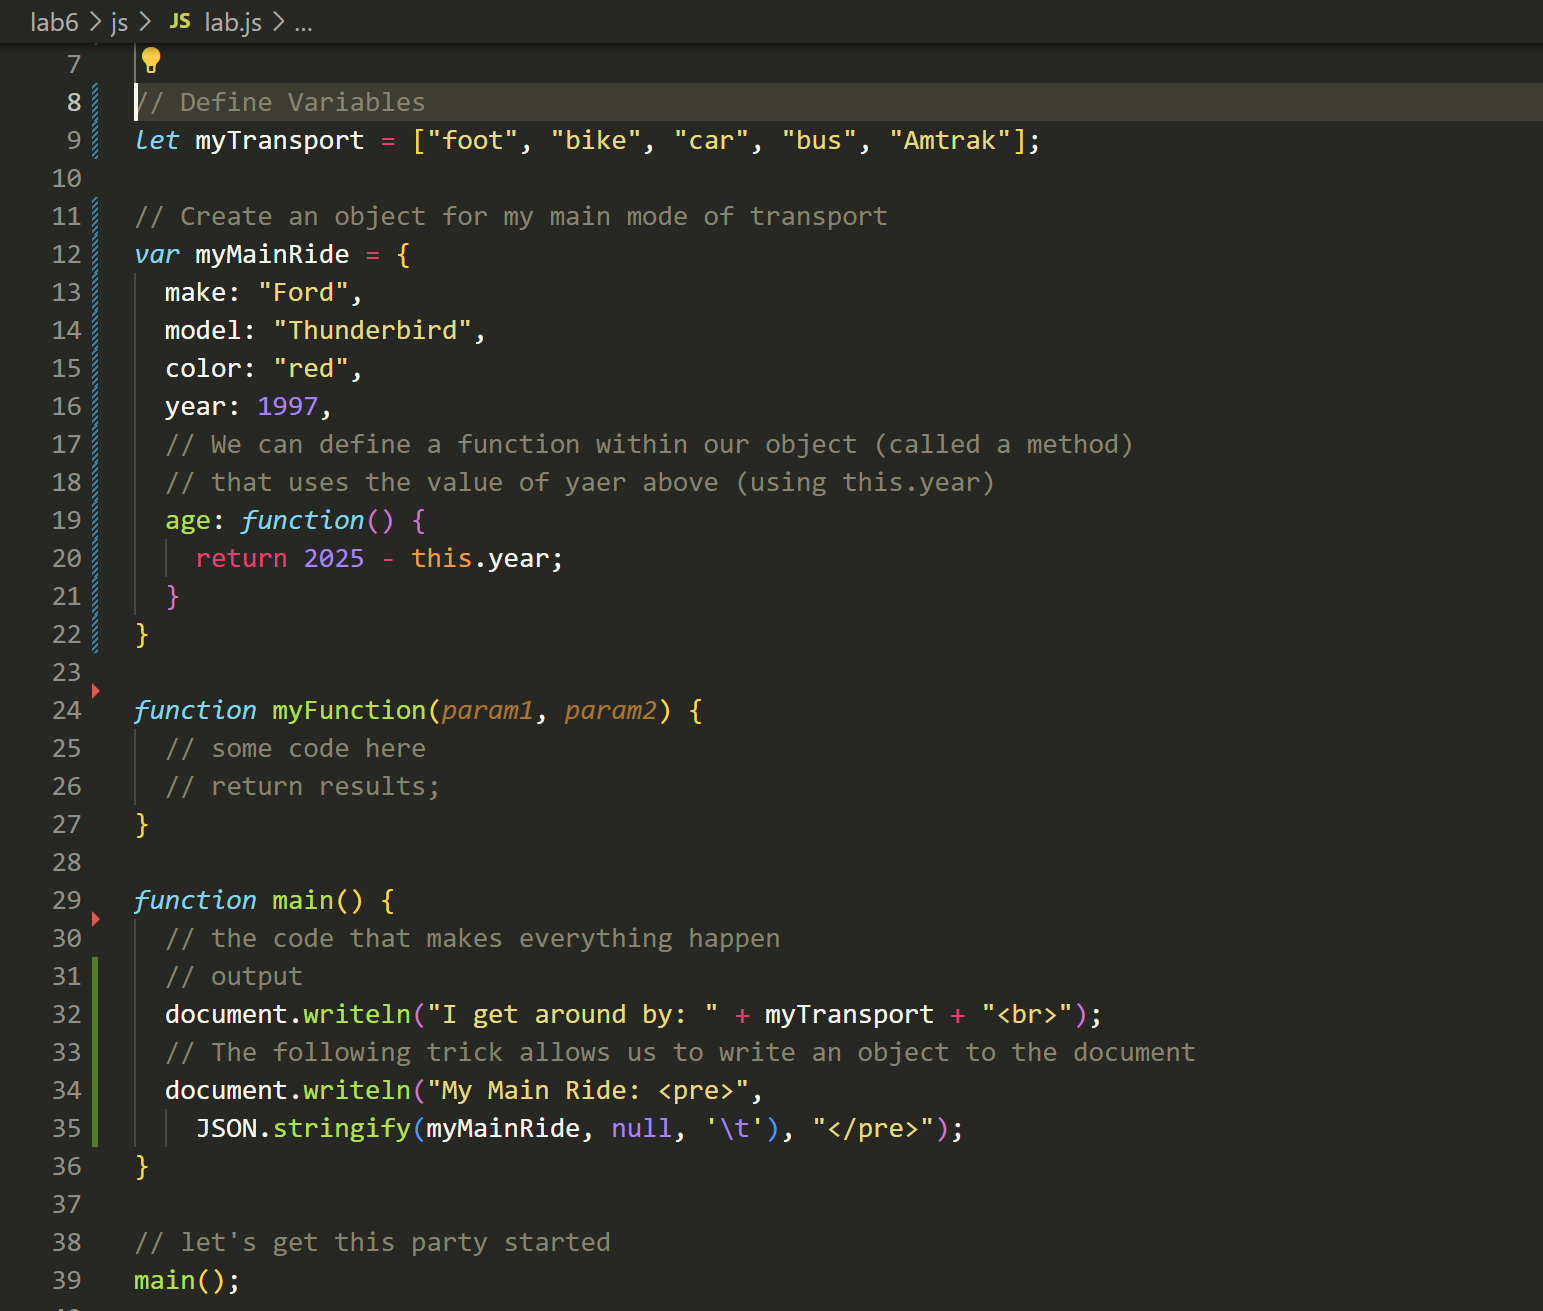 lab6 > js > JS lab.js > ...
7
8 // Define Variables
9 let myTransport = ["foot", "bike", "car", "bus", "Amtrak"];
10
11 // Create an object for my main mode of transport
12 var myMainRide = {
13   make: "Ford",
14   model: "Thunderbird",
15   color: "red",
16   year: 1997,
17   // We can define a function within our object (called a method)
18   // that uses the value of yaer above (using this.year)
19   age: function() {
20     return 2025 - this.year;
21   }
22 }
23
24 function myFunction(param1, param2) {
25   // some code here
26   // return results;
27 }
28
29 function main() {
30   // the code that makes everything happen
31   // output
32   document.writeln("I get around by: " + myTransport + "<br>");
33   // The following trick allows us to write an object to the document
34   document.writeln("My Main Ride: <pre>",
35     JSON.stringify(myMainRide, null, '\t'), "</pre>");
36 }
37
38 // let's get this party started
39 main();